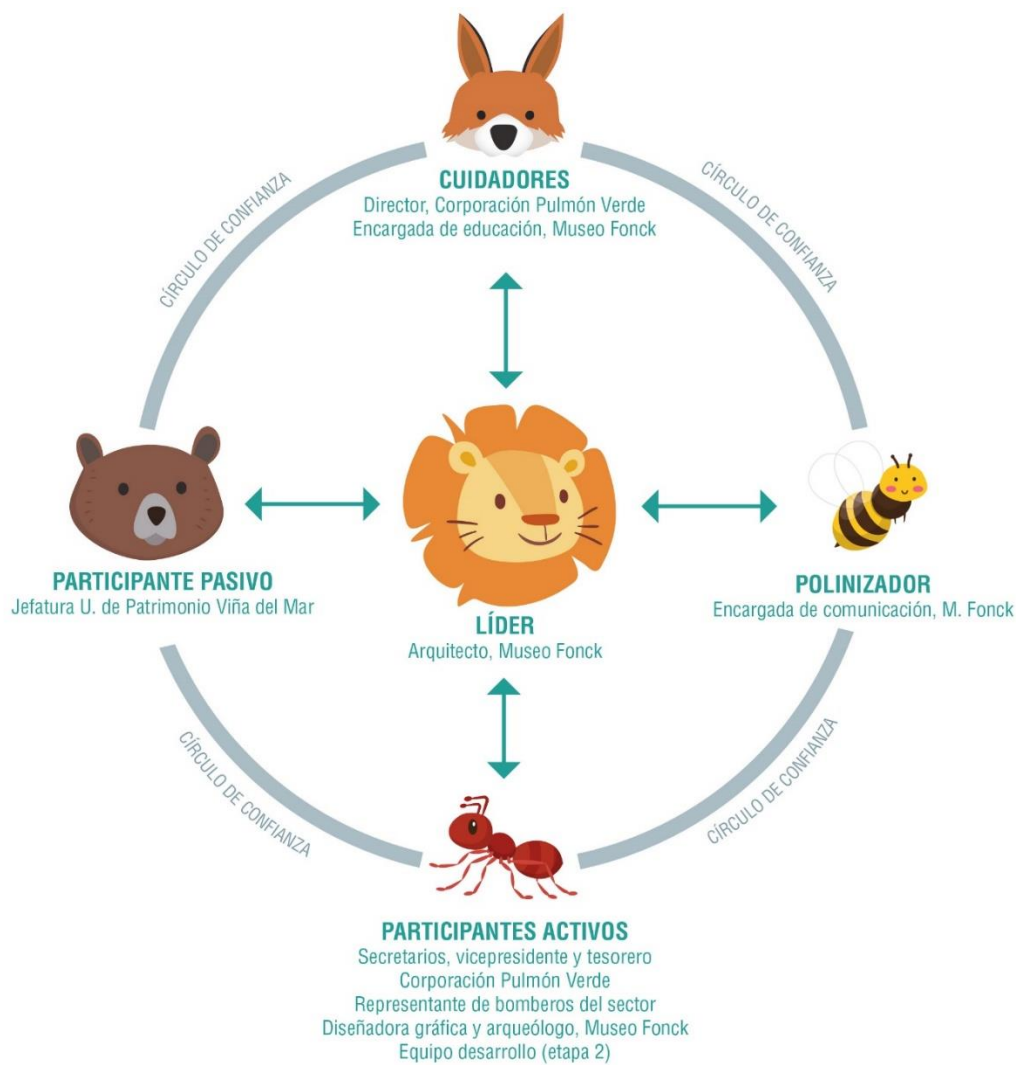 CUIDADORES
Director, Corporación Pulmón Verde
Encargada de educación, Museo Fonck
CÍRCULO DE CONFIANZA
CÍRCULO DE CONFIANZA
PARTICIPANTE PASIVO
Jefatura U. de Patrimonio Viña del Mar
LÍDER
Arquitecto, Museo Fonck
POLINIZADOR
Encargada de comunicación, M. Fonck
CÍRCULO DE CONFIANZA
CÍRCULO DE CONFIANZA
PARTICIPANTES ACTIVOS
Secretarios, vicepresidente y tesorero
Corporación Pulmón Verde
Representante de bomberos del sector
Diseñadora gráfica y arqueólogo, Museo Fonck
Equipo desarrollo (etapa 2)